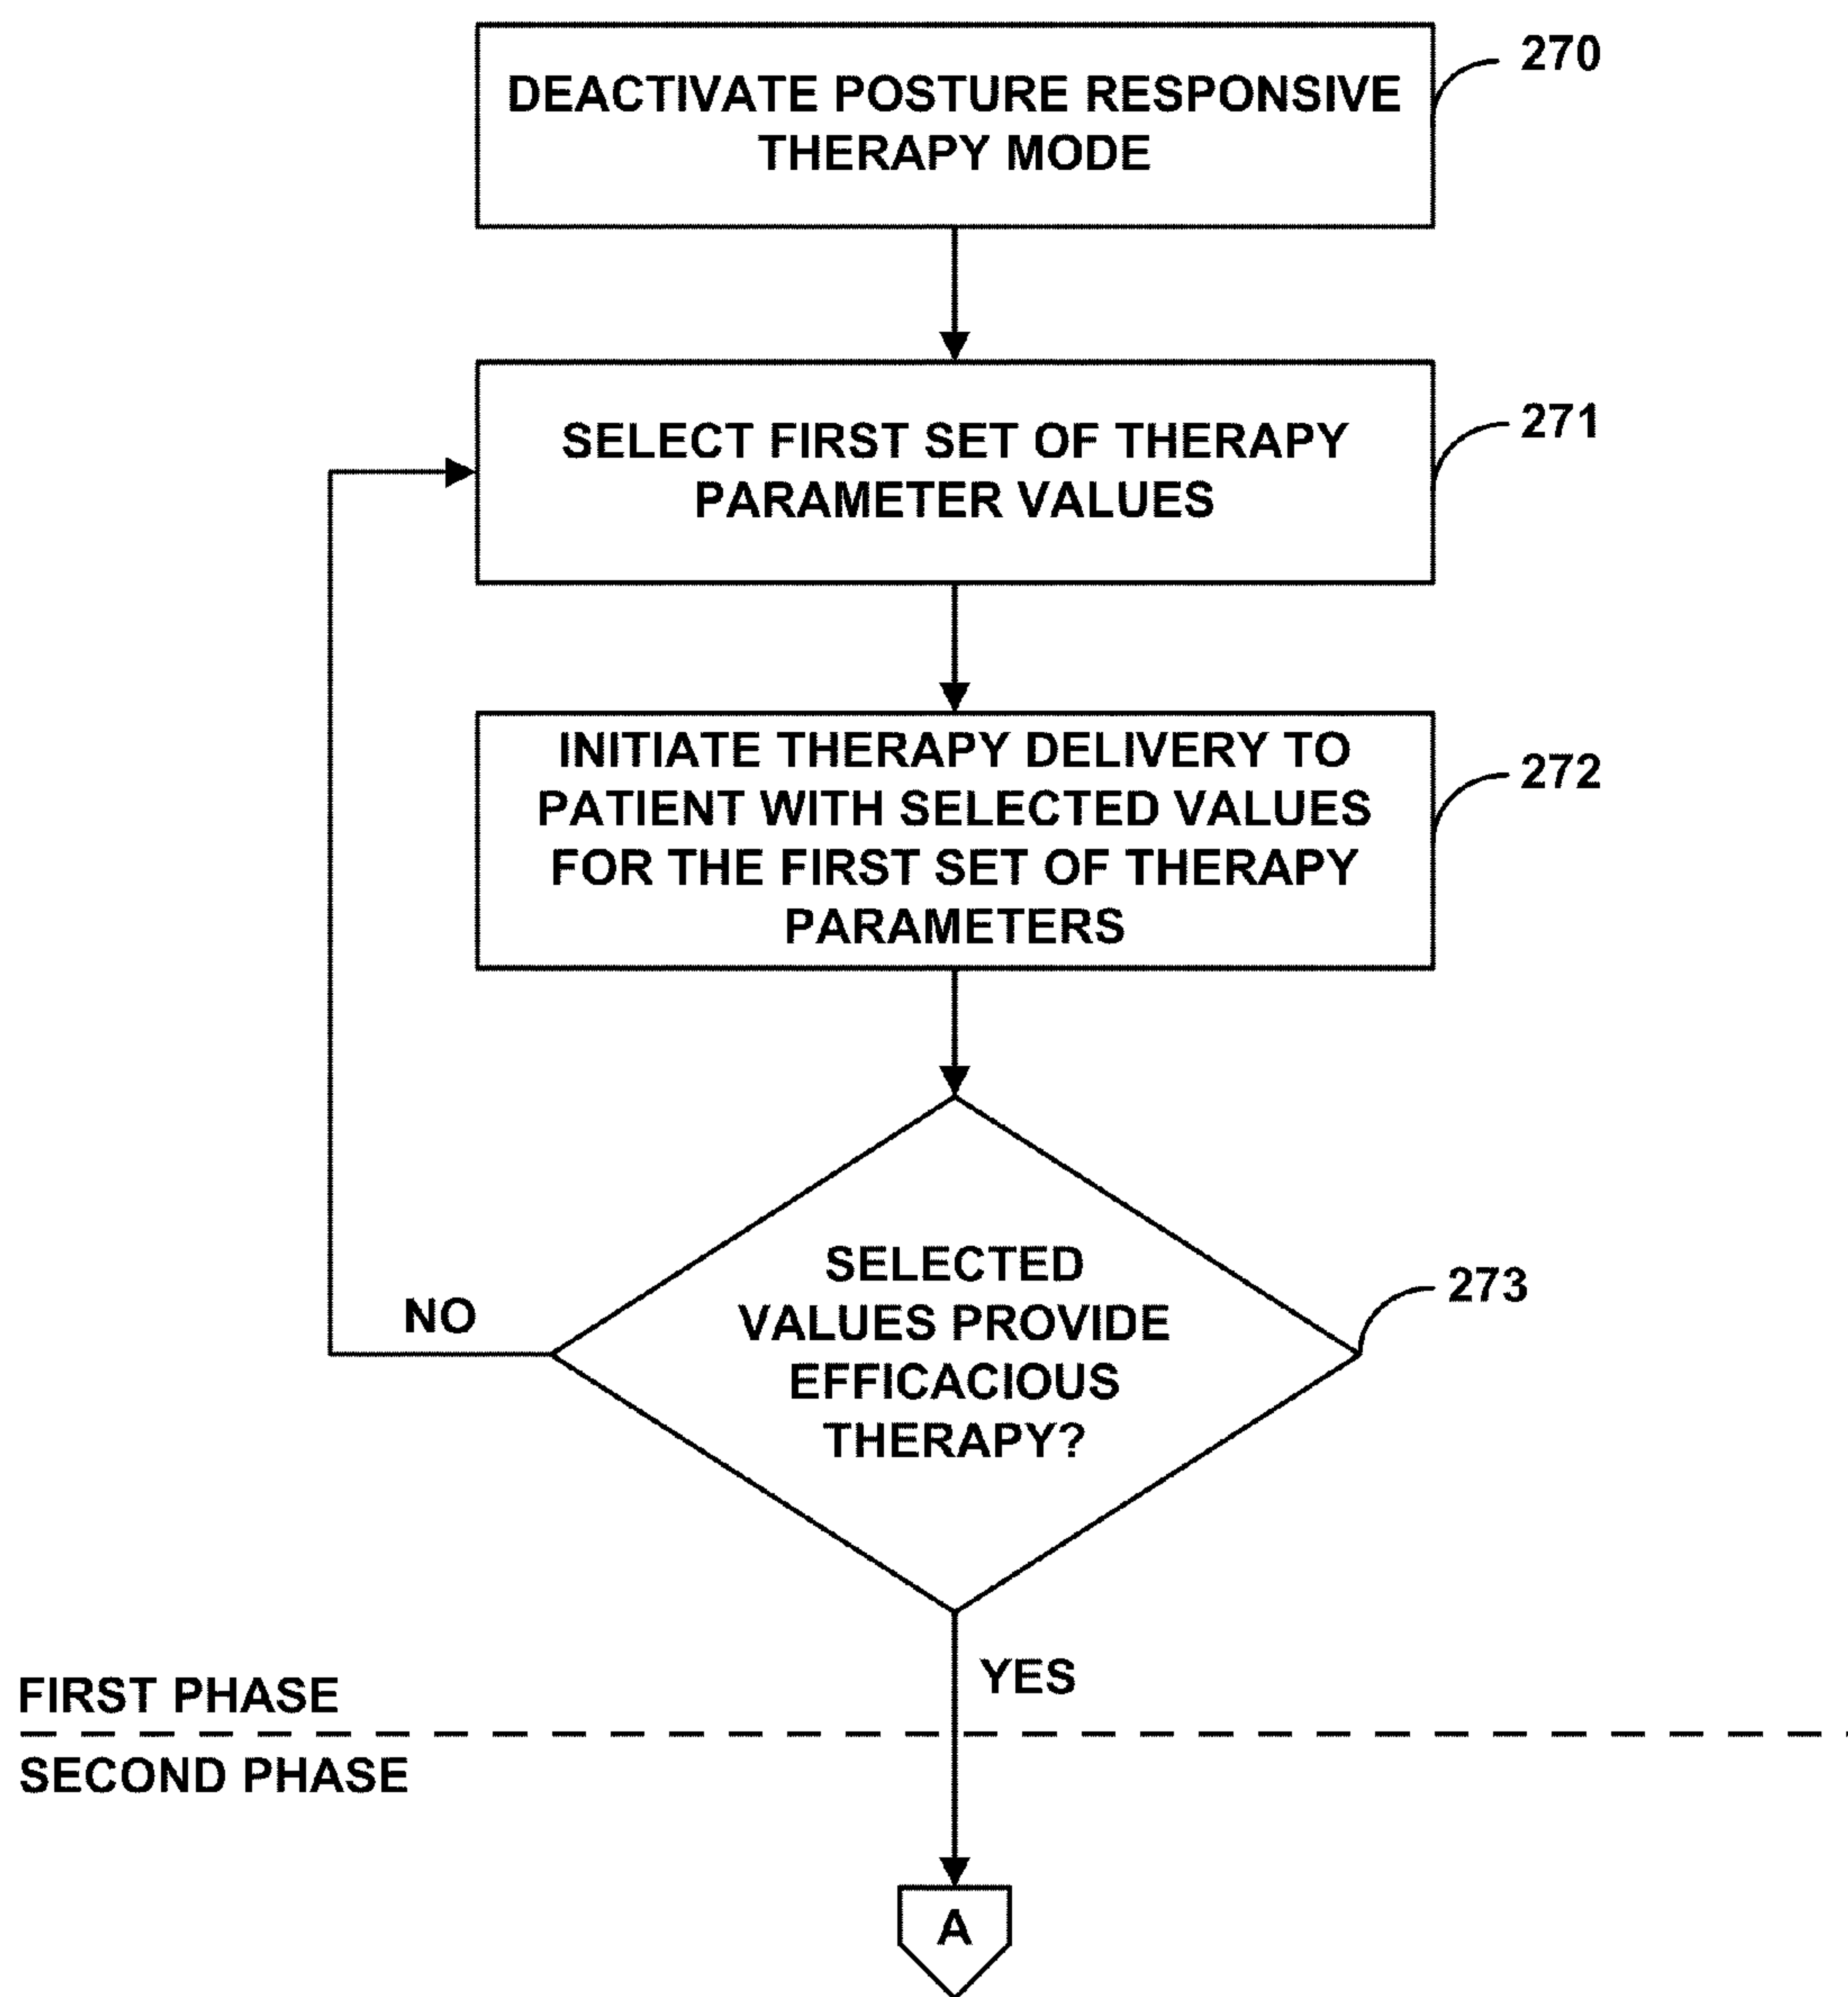 DEACTIVATE POSTURE RESPONSIVE
THERAPY MODE
270
SELECT FIRST SET OF THERAPY
PARAMETER VALUES
271
INITIATE THERAPY DELIVERY TO
PATIENT WITH SELECTED VALUES
FOR THE FIRST SET OF THERAPY
PARAMETERS
272
SELECTED
VALUES PROVIDE
EFFICACIOUS
THERAPY?
273
NO
YES
FIRST PHASE
SECOND PHASE
A